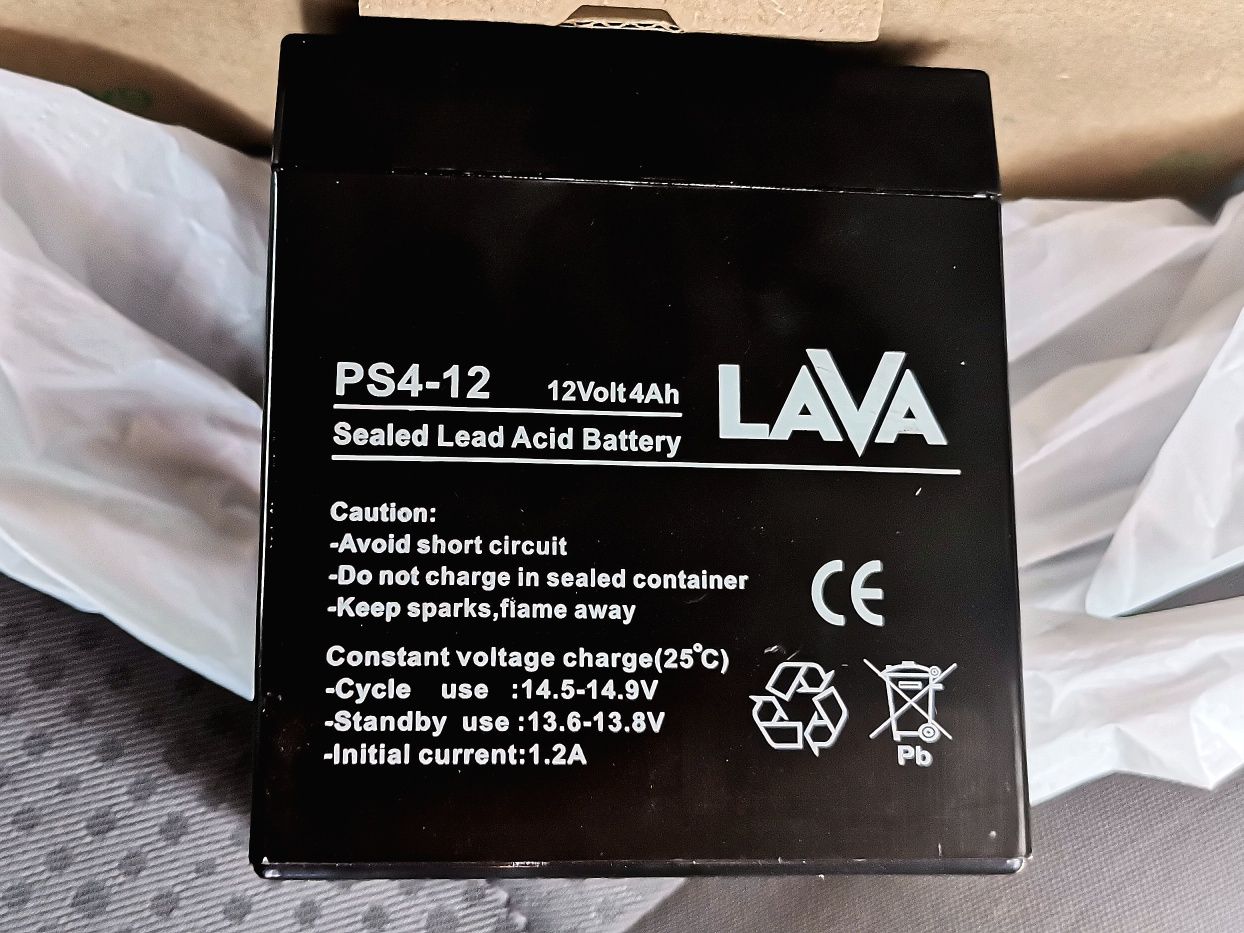 PS4-12 12Volt 4Ah
LAVA
Sealed Lead Acid Battery
Caution:
-Avoid short circuit
-Do not charge in sealed container
-Keep sparks,flame away
CE
Constant voltage charge(25°C)
-Cycle use :14.5-14.9V
-Standby use :13.6-13.8V
-Initial current:1.2A
Pb